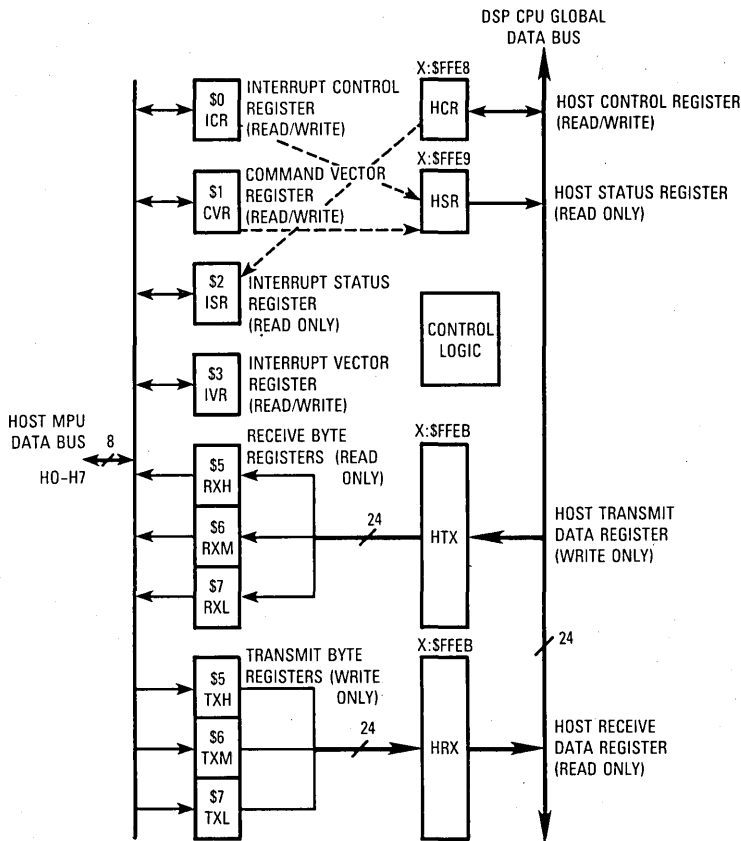 DSP CPU GLOBAL
DATA BUS
X:$FFE8
$0
ICR
INTERRUPT CONTROL
REGISTER
(READ/WRITE)
HCR
HOST CONTROL REGISTER
(READ/WRITE)
X:$FFE9
$1
CVR
COMMAND VECTOR
REGISTER
(READ/WRITE)
HSR
HOST STATUS REGISTER
(READ ONLY)
$2
ISR
INTERRUPT STATUS
REGISTER
(READ ONLY)
CONTROL
LOGIC
$3
IVR
INTERRUPT VECTOR
REGISTER
(READ/WRITE)
HOST MPU
DATA BUS
8
H0-H7
X:$FFEB
RECEIVE BYTE
REGISTERS (READ
ONLY)
$5
RXH
$6
RXM
$7
RXL
24
HTX
HOST TRANSMIT
DATA REGISTER
(WRITE ONLY)
24
X:$FFEB
TRANSMIT BYTE
REGISTERS (WRITE
ONLY)
$5
TXH
$6
TXM
$7
TXL
24
HRX
HOST RECEIVE
DATA REGISTER
(READ ONLY)